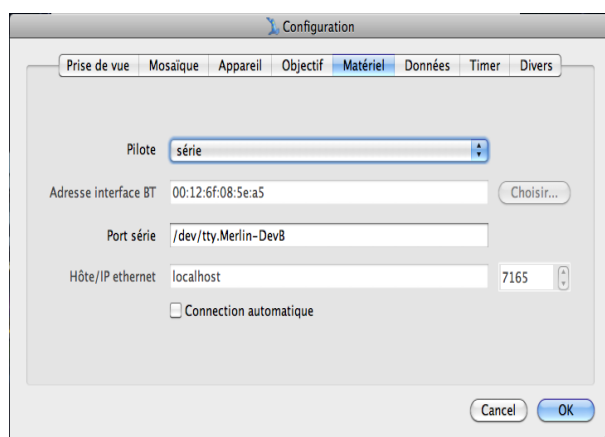 Configuration
Prise de vue Mosaïque Appareil Objectif Matériel Données Timer Divers
Pilote série
Adresse interface BT 00:12:6f:08:5e:a5 Choisir...
Port série /dev/tty.Merlin-DevB
Hôte/IP ethernet localhost 7165
Connection automatique
Cancel OK